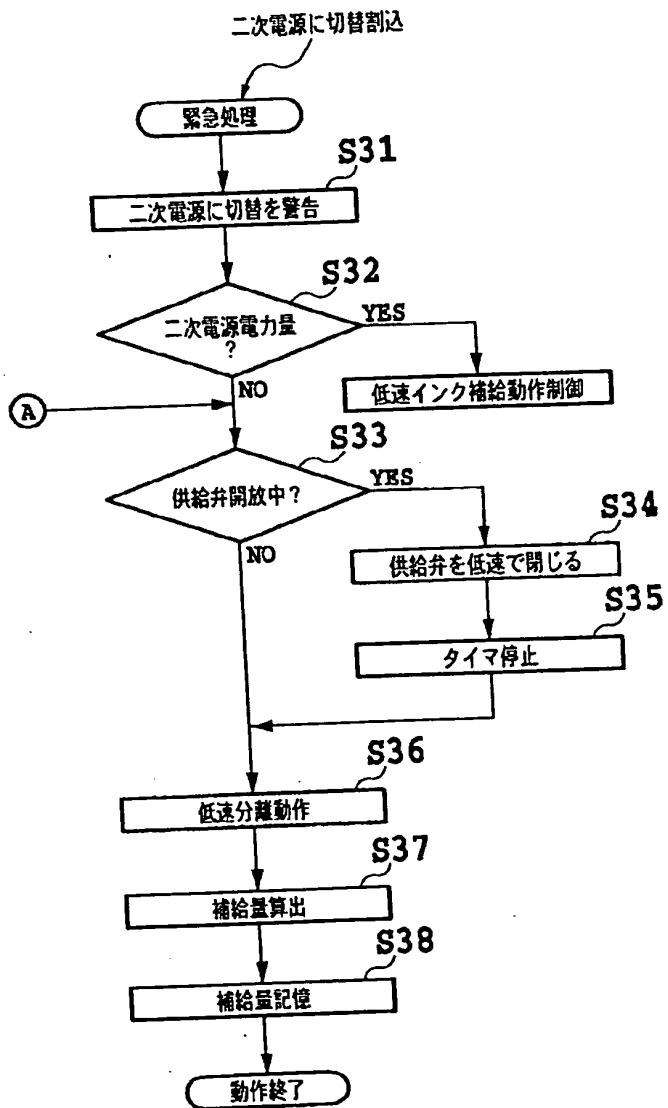 二次電源に切替割込
緊急処理
S31
二次電源に切替を警告
S32
二次電源電力量
?
YES
NO
低速インク補給動作制御
A
S33
供給弁開放中?
YES
NO
S34
供給弁を低速で閉じる
S35
タイマ停止
S36
低速分離動作
S37
補給量算出
S38
補給量記憶
動作終了